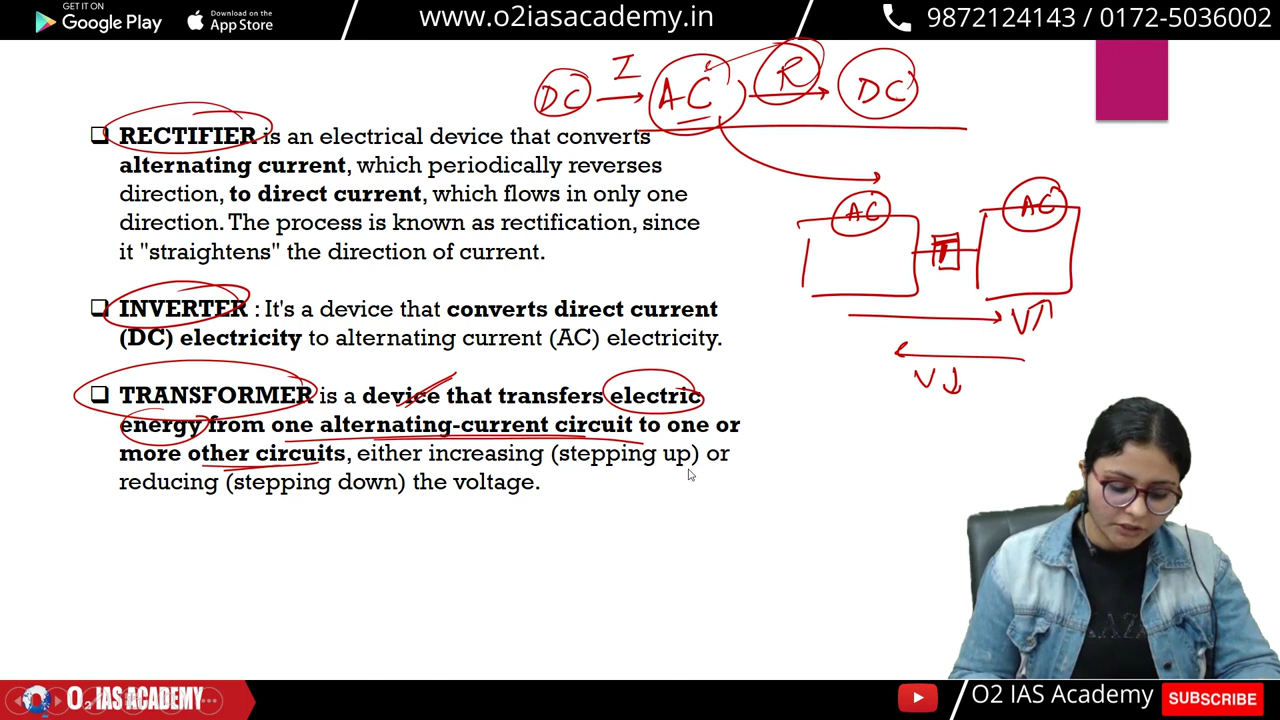 GET IT ON
Google Play
Download on the
App Store
www.o2iasacademy.in
9872124143 / 0172-5036002
DC I AC R DC
RECTIFIER is an electrical device that converts
alternating current, which periodically reverses
direction, to direct current, which flows in only one
direction. The process is known as rectification, since
it "straightens" the direction of current.
AC AC
T
V↑
V↓
INVERTER : It's a device that converts direct current
(DC) electricity to alternating current (AC) electricity.
TRANSFORMER is a device that transfers electric
energy from one alternating-current circuit to one or
more other circuits, either increasing (stepping up) or
reducing (stepping down) the voltage.
O2 IAS ACADEMY
O2 IAS Academy
SUBSCRIBE